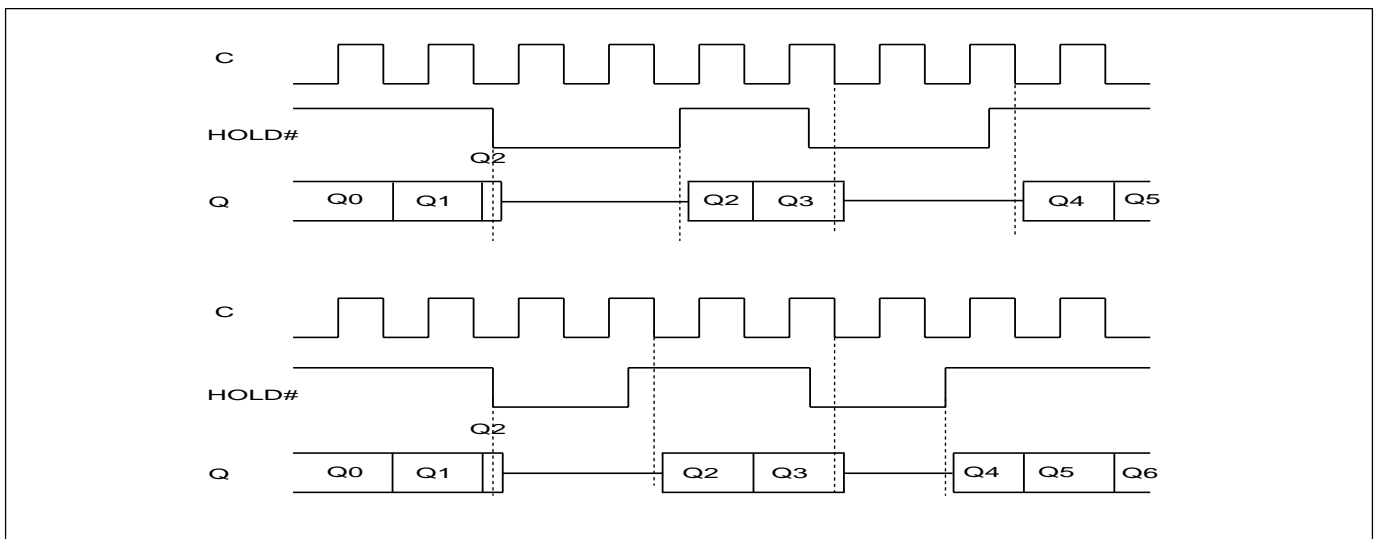 C
HOLD#
Q2
Q Q0 Q1 Q2 Q3 Q4 Q5
C
HOLD#
Q2
Q Q0 Q1 Q2 Q3 Q4 Q5 Q6